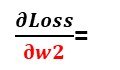 ∂Loss
∂w2 =